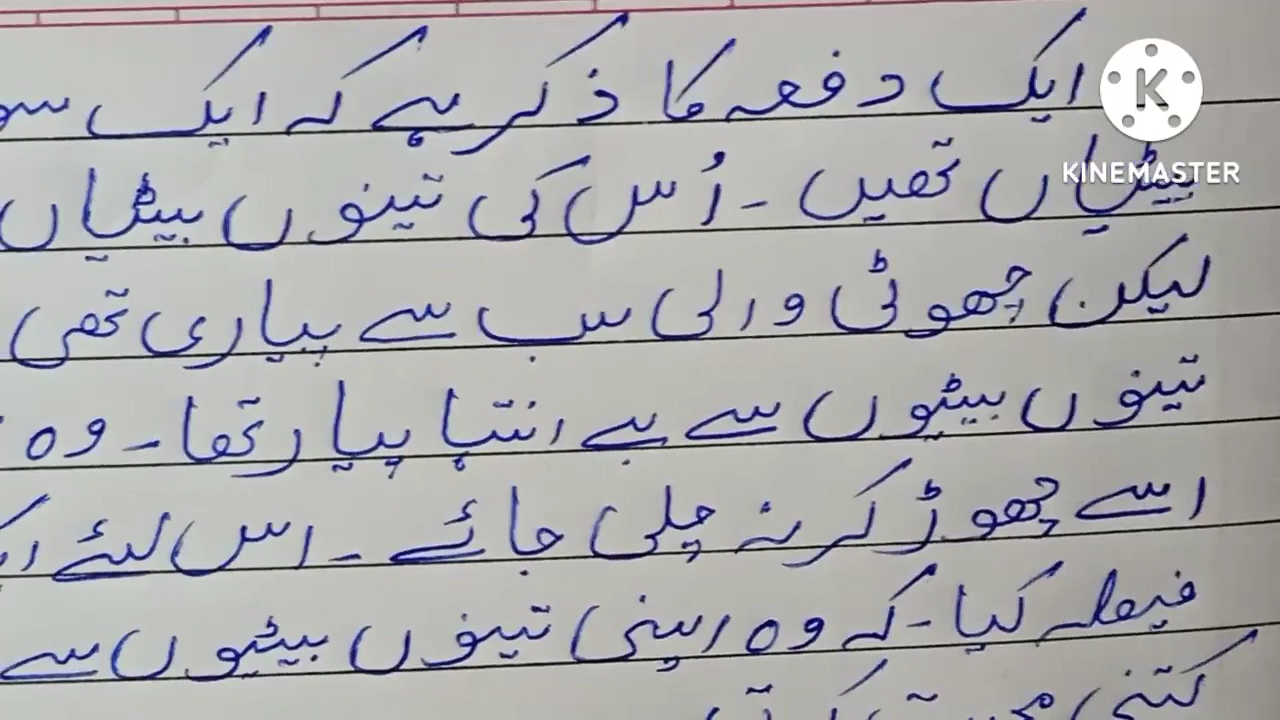 ایک دفعہ کا ذکر ہے کہ ایک
KINEMASTER
بیٹیاں تھیں ۔ اُس کی تینوں بیٹیاں
لیکن چھوٹی والی سب سے پیاری تھی
تینوں بیٹیوں سے بے انتہا پیار تھا ۔ وہ
اسے چھوڑ کر نہ چلی جائے ۔ اس لئے
فیصلہ کیا ۔ کہ وہ اپنی تینوں بیٹیوں سے
کتنی